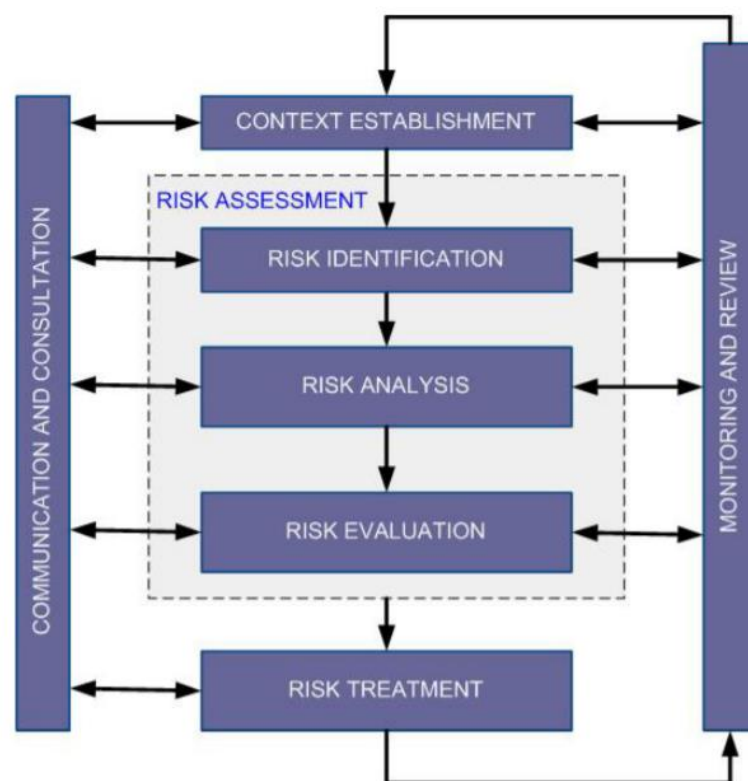 CONTEXT ESTABLISHMENT
RISK ASSESSMENT
RISK IDENTIFICATION
RISK ANALYSIS
RISK EVALUATION
RISK TREATMENT
COMMUNICATION AND CONSULTATION
MONITORING AND REVIEW